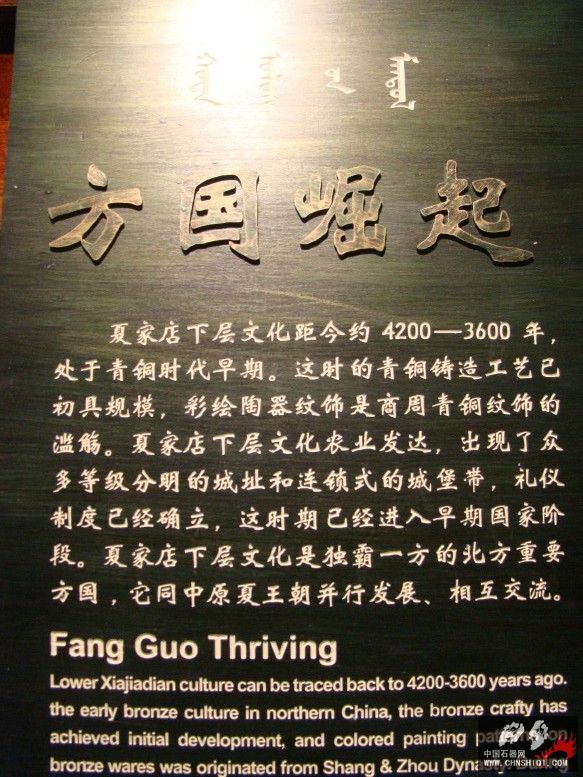 方国崛起
夏家店下层文化距今约 4200—3600 年，
处于青铜时代早期。这时的青铜铸造工艺已
初具规模，彩绘陶器纹饰是商周青铜纹饰的
滥觞。夏家店下层文化农业发达，出现了众
多等级分明的城址和连锁式的城堡带，礼仪
制度已经确立，这时期已经进入早期国家阶
段。夏家店下层文化是独霸一方的北方重要
方国，它同中原夏王朝并行发展、相互交流。
Fang Guo Thriving
Lower Xiajiadian culture can be traced back to 4200-3600 years ago.
the early bronze culture in northern China, the bronze crafty has
achieved initial development, and colored painting
bronze wares was originated from Shang & Zhou
中国石器网
WWW.CHNSHIQI.COM